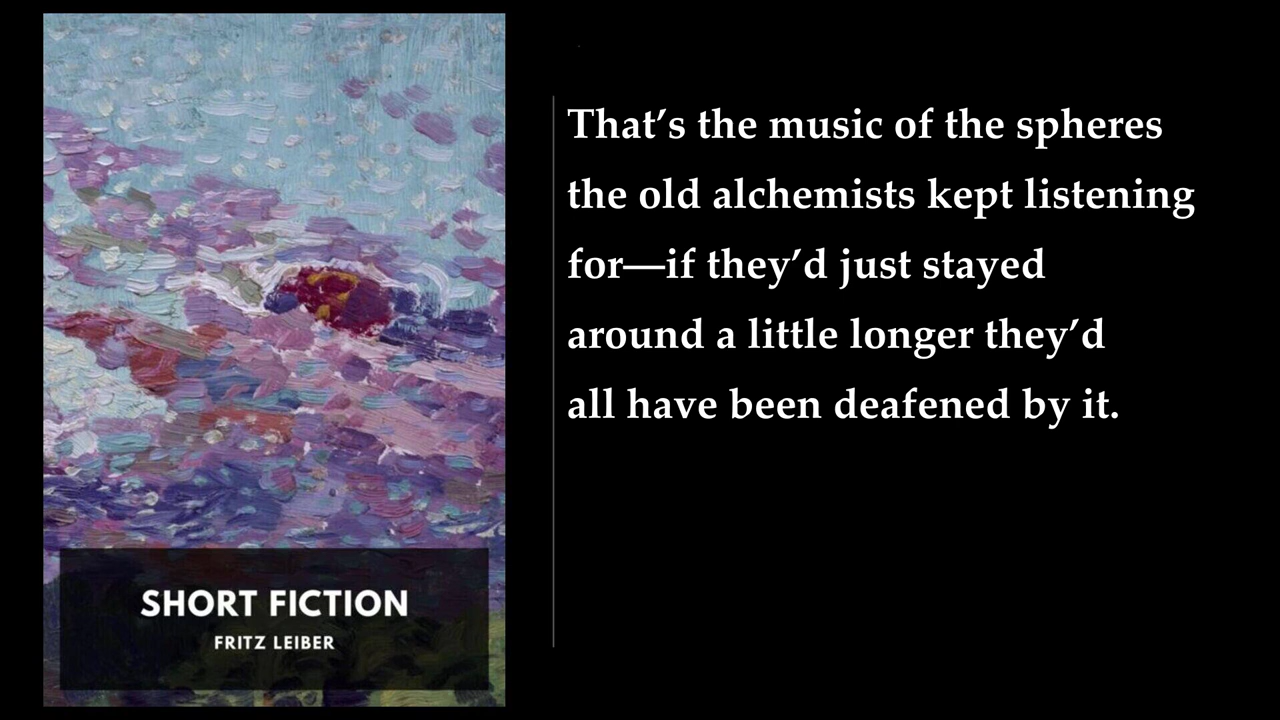 That’s the music of the spheres
the old alchemists kept listening
for—if they’d just stayed
around a little longer they’d
all have been deafened by it.
SHORT FICTION
FRITZ LEIBER